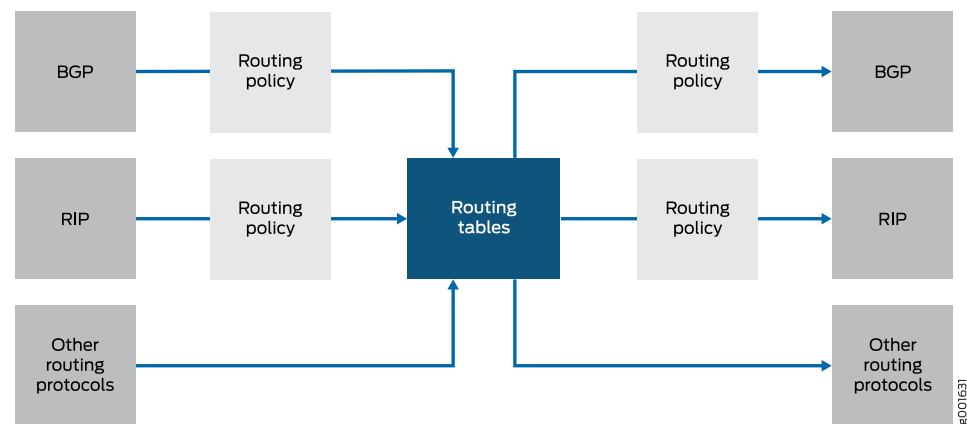 BGP
Routing
policy
Routing
policy
BGP
RIP
Routing
policy
Routing
tables
Routing
policy
RIP
Other
routing
protocols
Other
routing
protocols
g001631